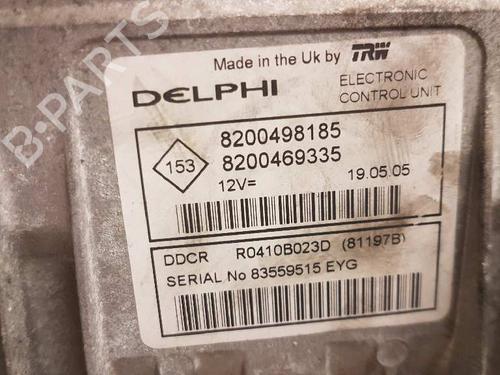 Made in the Uk by TRW
DELPHI
ELECTRONIC
CONTROL UNIT
153
8200498185
8200469335
12V= 19.05.05
DDCR R0410B023D (81197B)
SERIAL No 83559515 EYG
B-PARTS